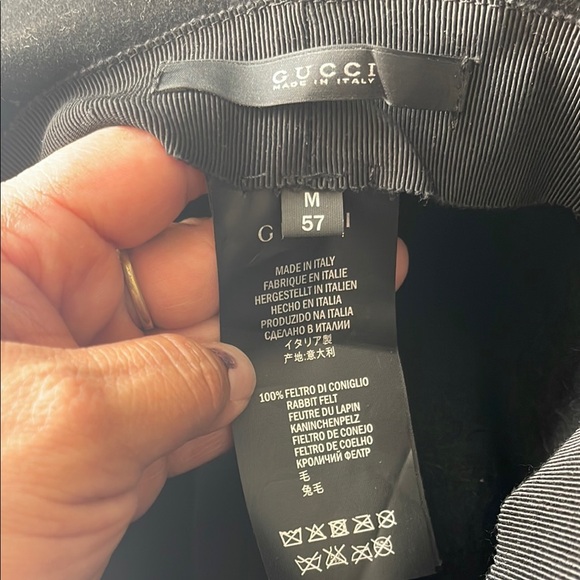 GUCCI
MADE IN ITALY
M
57
G I
MADE IN ITALY
FABRIQUE EN ITALIE
HERGESTELLT IN ITALIEN
HECHO EN ITALIA
PRODUZIDO NA ITALIA
СДЕЛАНО В ИТАЛИИ
イタリア製
产地:意大利
100% FELTRO DI CONIGLIO
RABBIT FELT
FEUTRE DU LAPIN
KANINCHENPELZ
FIELTRO DE CONEJO
FELTRO DE COELHO
КРОЛИЧИЙ ФЕЛТР
毛
兔毛